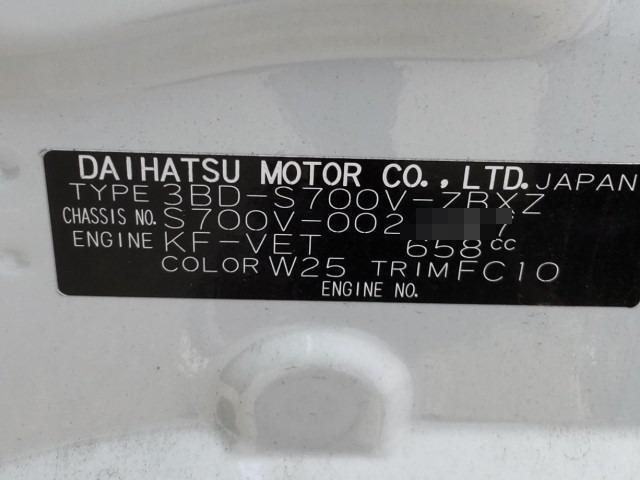 DAIHATSU MOTOR CO., LTD. JAPAN
TYPE 3BD-S700V-ZBXZ
CHASSIS NO. S700V-002
ENGINE KF-VET 658cc
COLOR W25 TRIM FC10
ENGINE NO.